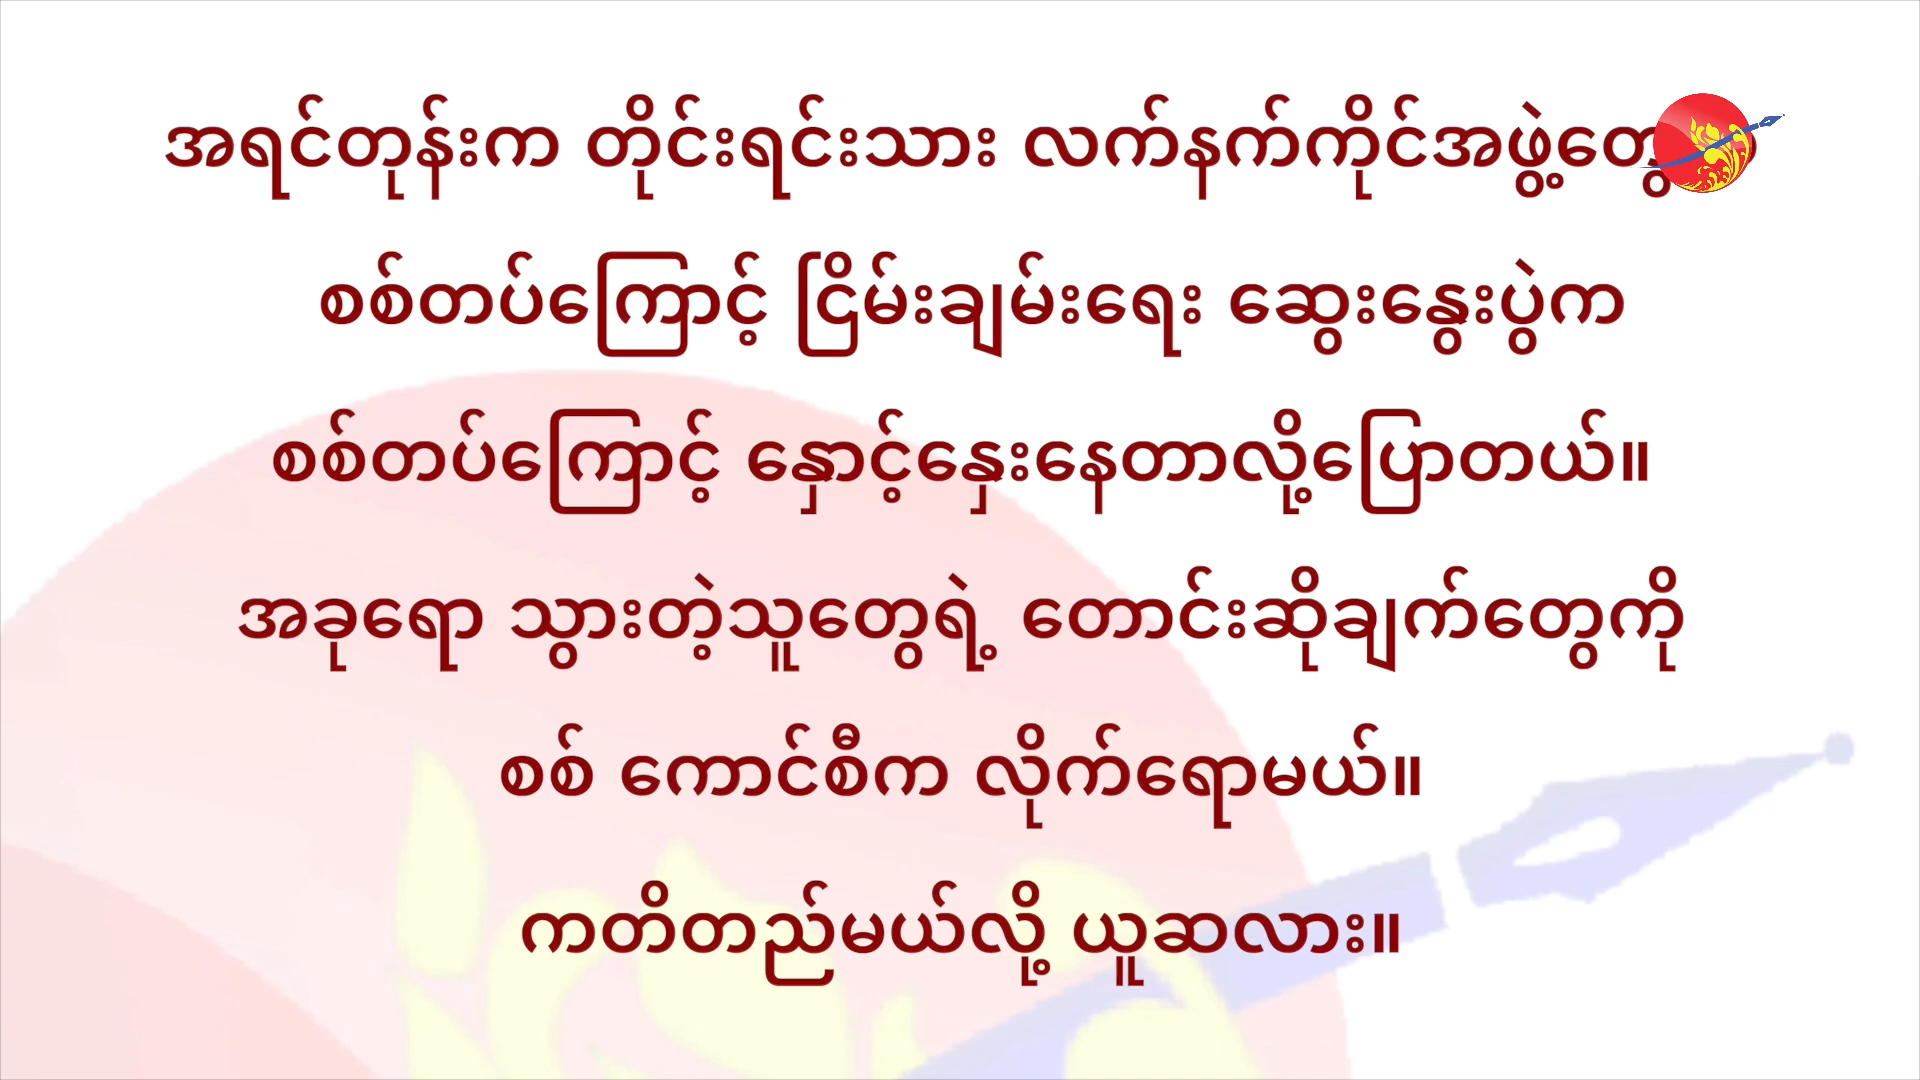 အရင်တုန်းက တိုင်းရင်းသား လက်နက်ကိုင်အဖွဲ့တွေ
စစ်တပ်ကြောင့် ငြိမ်းချမ်းရေး ဆွေးနွေးပွဲက
စစ်တပ်ကြောင့် နှောင့်နှေးနေတာလို့ပြောတယ်။
အခုရော သွားတဲ့သူတွေရဲ့ တောင်းဆိုချက်တွေကို
စစ် ကောင်စီက လိုက်ရောမယ်။
ကတိတည်မယ်လို့ ယူဆလား။